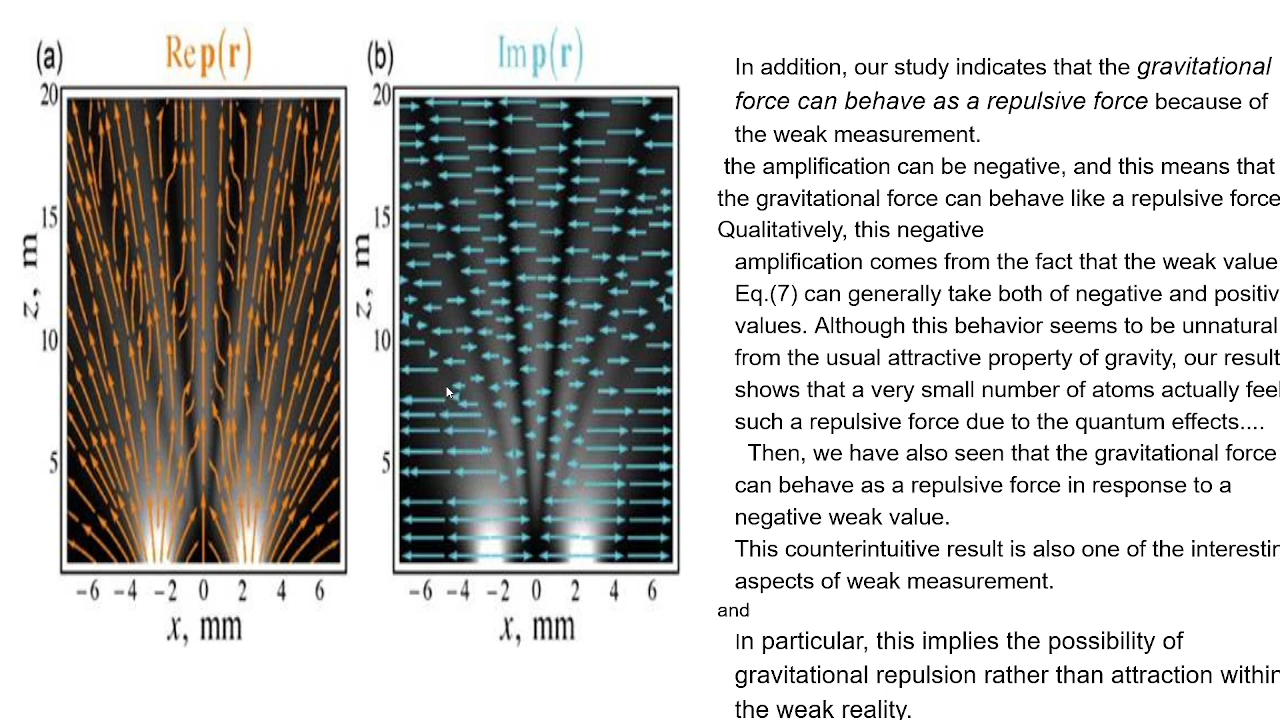 (a) Re p(r)
20
15
10
5
z, m
−6 −4 −2 0 2 4 6
x, mm
(b) Im p(r)
20
15
10
5
z, m
−6 −4 −2 0 2 4 6
x, mm
In addition, our study indicates that the gravitational
force can behave as a repulsive force because of
the weak measurement.
the amplification can be negative, and this means that
the gravitational force can behave like a repulsive force
Qualitatively, this negative
amplification comes from the fact that the weak value
Eq.(7) can generally take both of negative and positiv
values. Although this behavior seems to be unnatural
from the usual attractive property of gravity, our result
shows that a very small number of atoms actually feel
such a repulsive force due to the quantum effects....
Then, we have also seen that the gravitational force
can behave as a repulsive force in response to a
negative weak value.
This counterintuitive result is also one of the interestin
aspects of weak measurement.
and
In particular, this implies the possibility of
gravitational repulsion rather than attraction within
the weak reality.